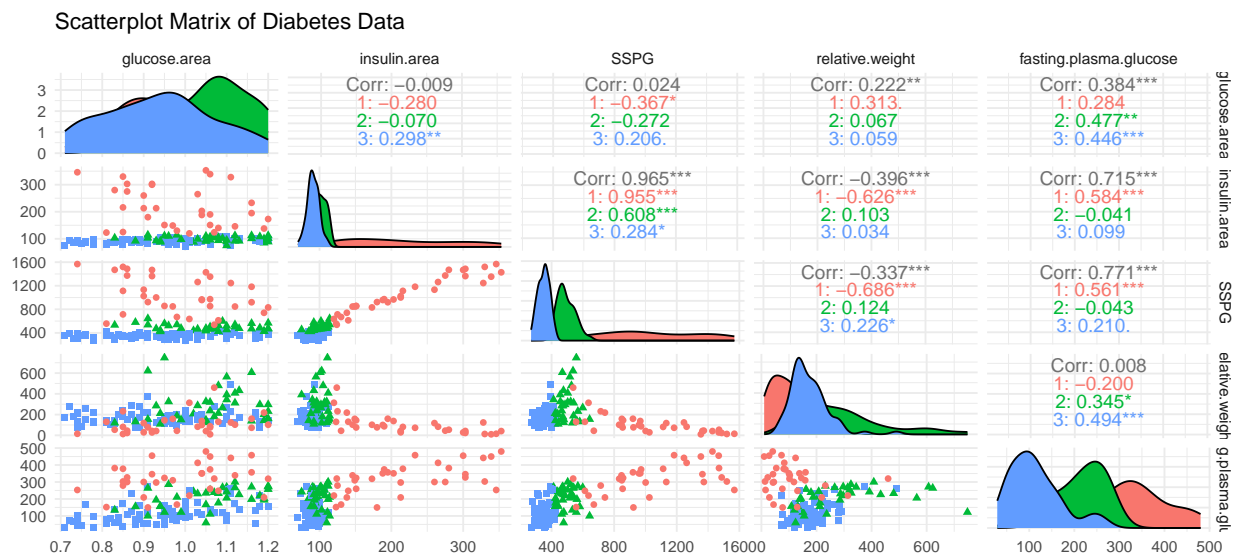 Scatterplot Matrix of Diabetes Data
glucose.area insulin.area SSPG relative.weight fasting.plasma.glucose
3
2
1
0
Corr: −0.009
1: −0.280
2: −0.070
3: 0.298**
Corr: 0.024
1: −0.367*
2: −0.272
3: 0.206.
Corr: 0.222**
1: 0.313.
2: 0.067
3: 0.059
Corr: 0.384***
1: 0.284
2: 0.477**
3: 0.446***
glucose.area
300
200
100
Corr: 0.965***
1: 0.955***
2: 0.608***
3: 0.284*
Corr: −0.396***
1: −0.626***
2: 0.103
3: 0.034
Corr: 0.715***
1: 0.584***
2: −0.041
3: 0.099
insulin.area
1600
1200
800
400
Corr: −0.337***
1: −0.686***
2: 0.124
3: 0.226*
Corr: 0.771***
1: 0.561***
2: −0.043
3: 0.210.
SSPG
600
400
200
0
Corr: 0.008
1: −0.200
2: 0.345*
3: 0.494***
elative.weigh
500
400
300
200
100
g.plasma.gl
0.7 0.8 0.9 1.0 1.1 1.2 100 200 300 400 800 1200 1600 0 200 400 600 100 200 300 400 500